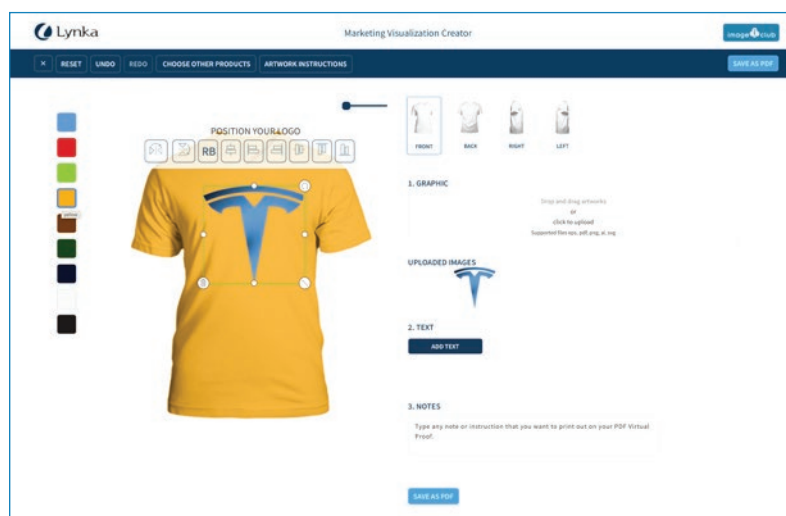 Lynka
Marketing Visualization Creator
image club
× RESET UNDO REDO CHOOSE OTHER PRODUCTS ARTWORK INSTRUCTIONS SAVE AS PDF
POSITION YOUR LOGO
RB
yellow
FRONT BACK RIGHT LEFT
1. GRAPHIC
Drop and drag artworks
or
click to upload
Supported files eps, pdf, png, ai, svg
UPLOADED IMAGES
2. TEXT
ADD TEXT
3. NOTES
Type any note or instruction that you want to print out on your PDF Virtual
Proof.
SAVE AS PDF